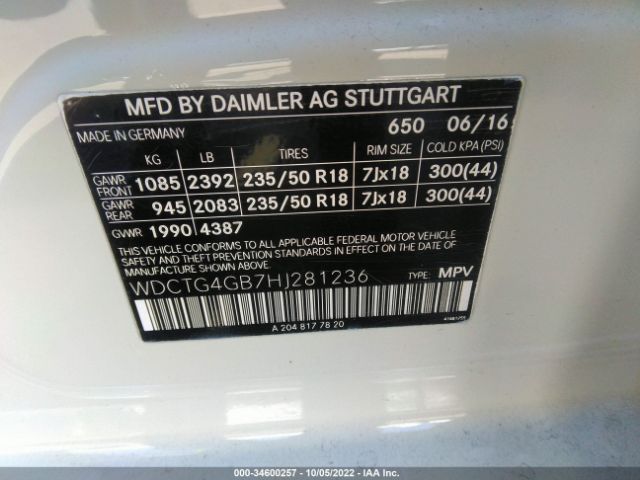 MFD BY DAIMLER AG STUTTGART
MADE IN GERMANY 650 06/16
KG LB TIRES RIM SIZE COLD KPA (PSI)
GAWR FRONT 1085 2392 235/50 R18 7Jx18 300(44)
GAWR REAR 945 2083 235/50 R18 7Jx18 300(44)
GVWR 1990 4387
THIS VEHICLE CONFORMS TO ALL APPLICABLE FEDERAL MOTOR VEHICLE
SAFETY AND THEFT PREVENTION STANDARDS IN EFFECT ON THE DATE
OF MANUFACTURE SHOWN ABOVE.
WDCTG4GB7HJ281236 TYPE: MPV
A 204 817 78 20
000-34600257 - 10/05/2022 - IAA Inc.